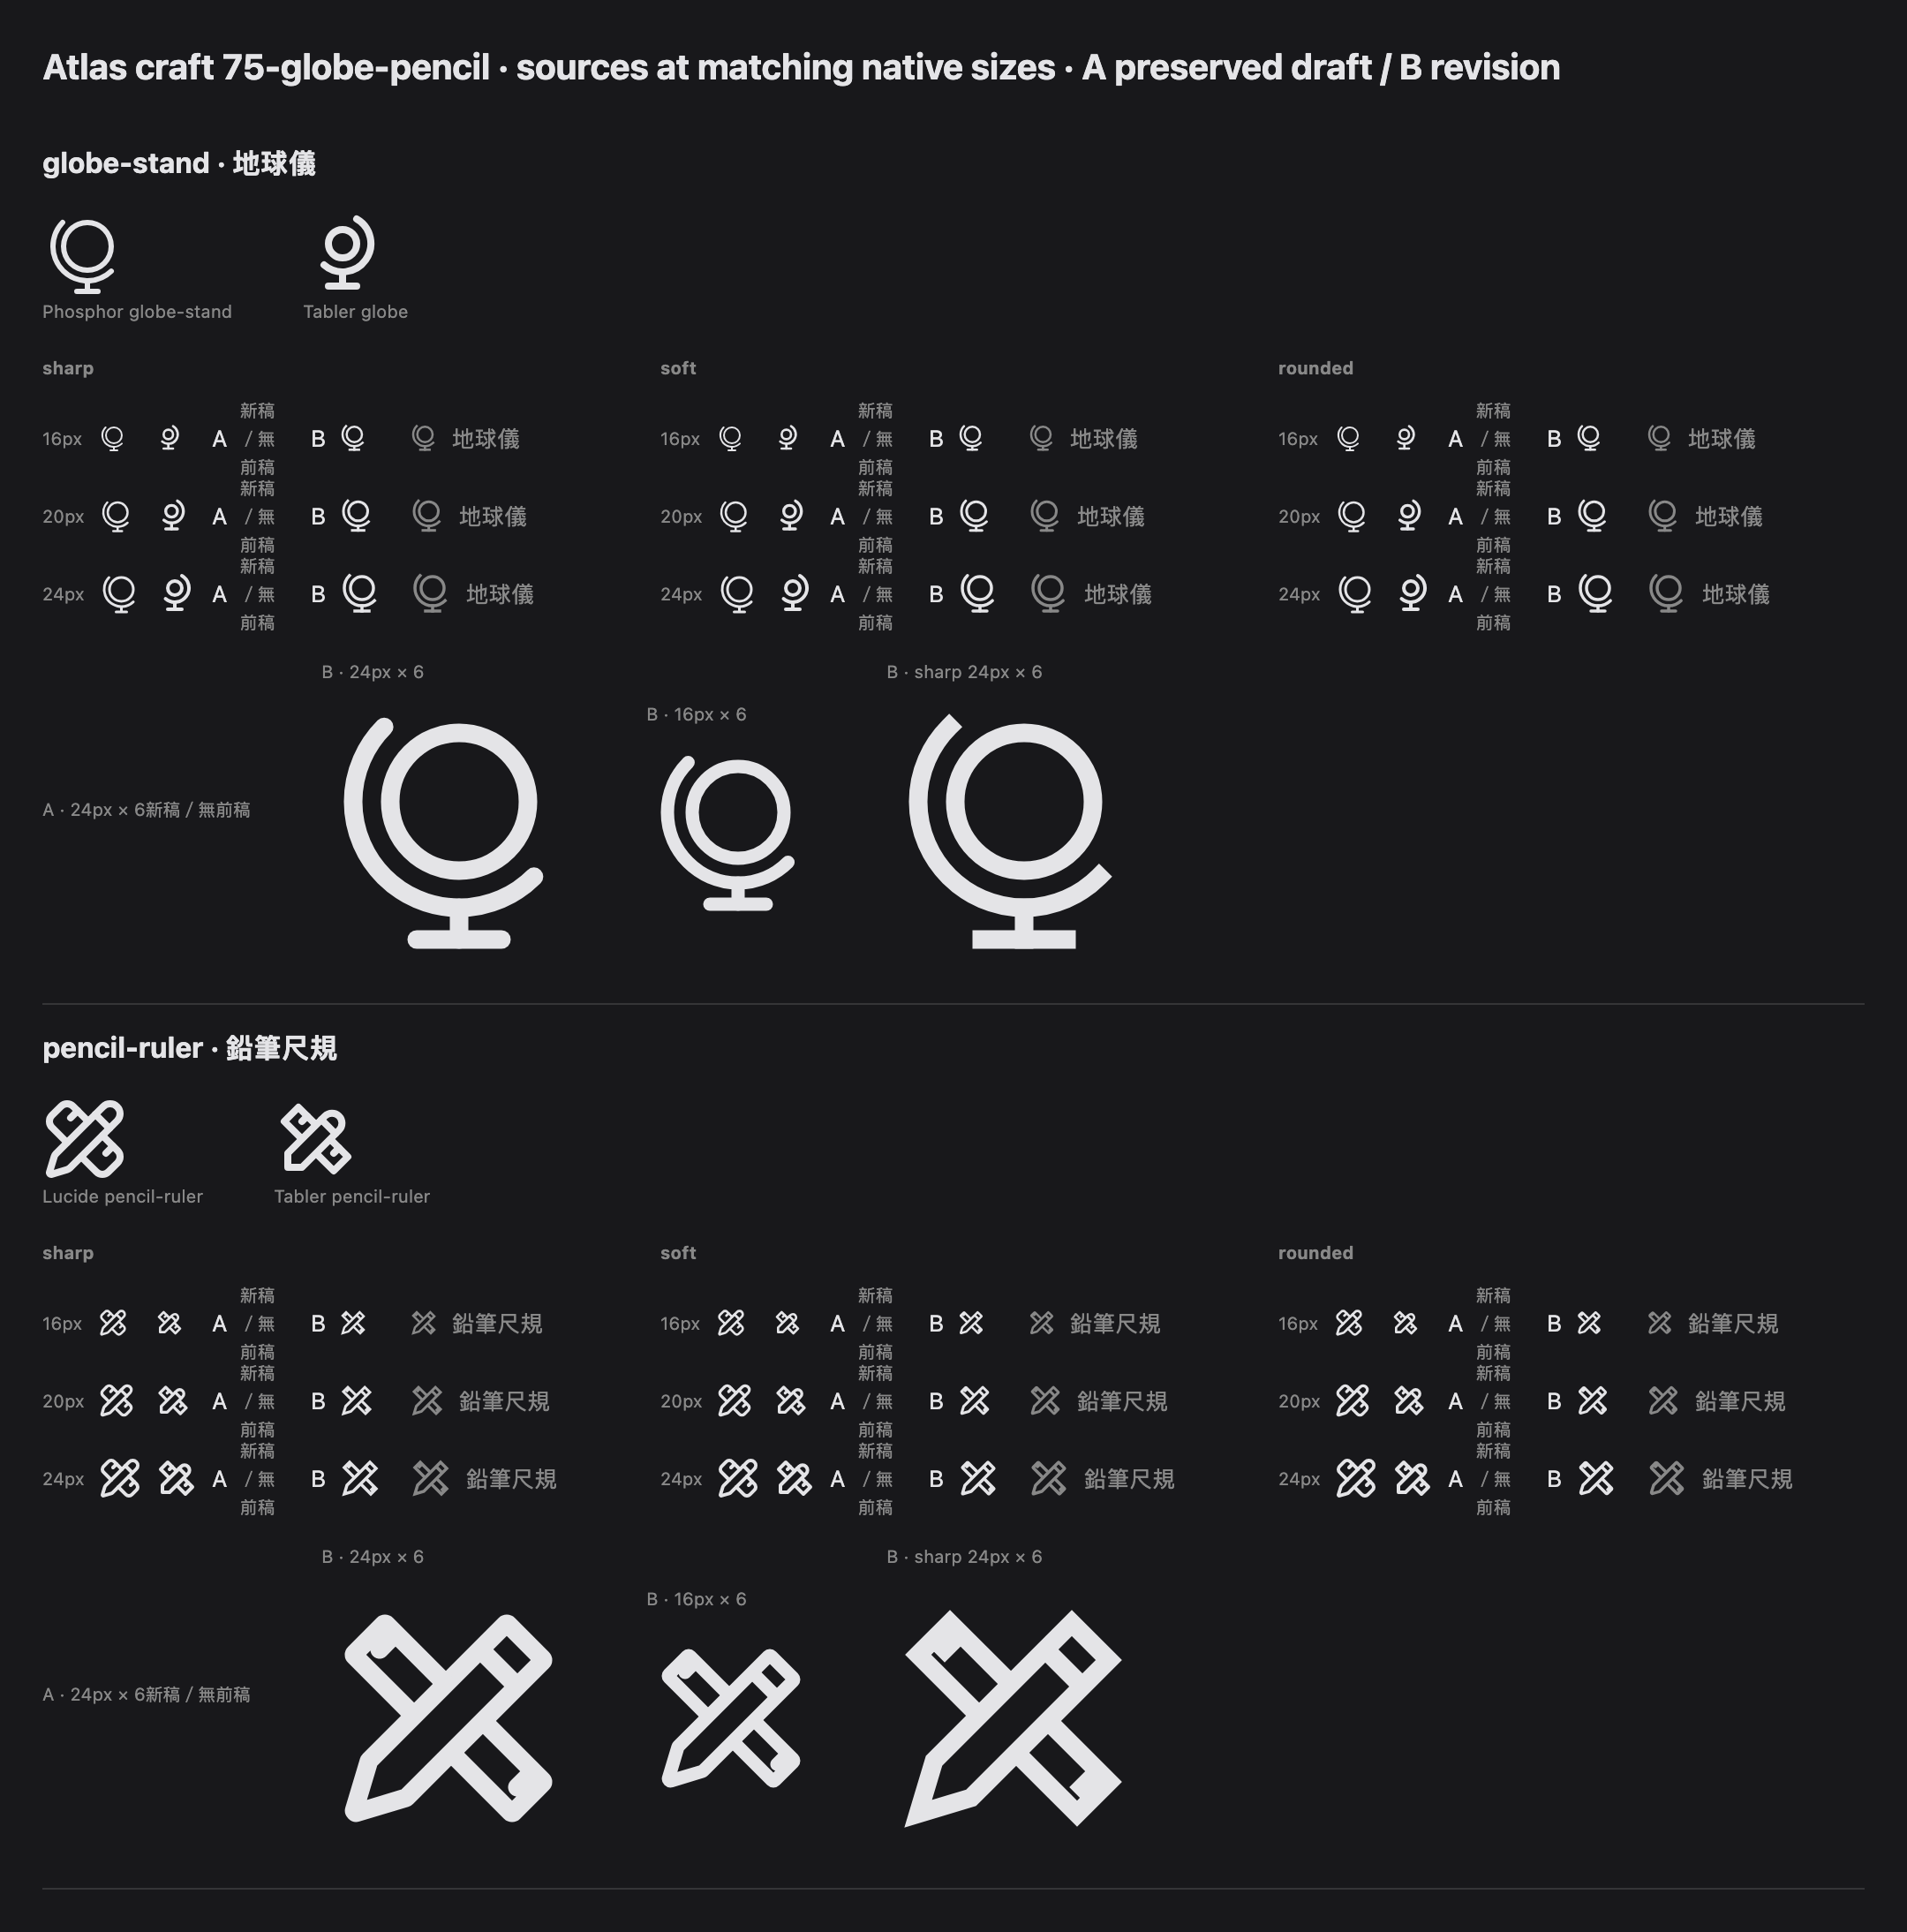 Atlas craft 75-globe-pencil · sources at matching native sizes · A preserved draft / B revision
globe-stand · 地球儀
Phosphor globe-stand
Tabler globe
sharp
soft
rounded
16px A 新稿 / 無前稿 B 地球儀
16px A 新稿 / 無前稿 B 地球儀
16px A 新稿 / 無前稿 B 地球儀
20px A 新稿 / 無前稿 B 地球儀
20px A 新稿 / 無前稿 B 地球儀
20px A 新稿 / 無前稿 B 地球儀
24px A 新稿 / 無前稿 B 地球儀
24px A 新稿 / 無前稿 B 地球儀
24px A 新稿 / 無前稿 B 地球儀
B · 24px × 6
B · 16px × 6
B · sharp 24px × 6
A · 24px × 6新稿 / 無前稿
pencil-ruler · 鉛筆尺規
Lucide pencil-ruler
Tabler pencil-ruler
sharp
soft
rounded
16px A 新稿 / 無前稿 B 鉛筆尺規
16px A 新稿 / 無前稿 B 鉛筆尺規
16px A 新稿 / 無前稿 B 鉛筆尺規
20px A 新稿 / 無前稿 B 鉛筆尺規
20px A 新稿 / 無前稿 B 鉛筆尺規
20px A 新稿 / 無前稿 B 鉛筆尺規
24px A 新稿 / 無前稿 B 鉛筆尺規
24px A 新稿 / 無前稿 B 鉛筆尺規
24px A 新稿 / 無前稿 B 鉛筆尺規
B · 24px × 6
B · 16px × 6
B · sharp 24px × 6
A · 24px × 6新稿 / 無前稿